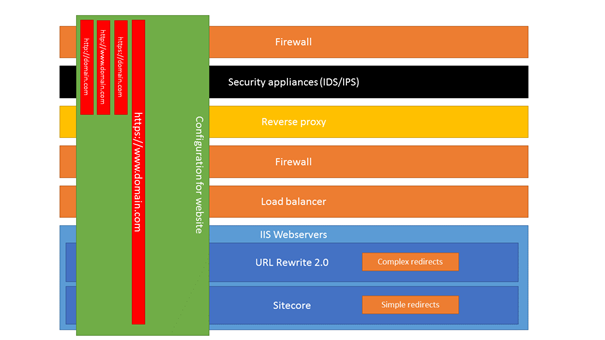 http://domain.com
http://www.domain.com
https://domain.com
https://www.domain.com
Configuration for website
Firewall
Security appliances (IDS/IPS)
Reverse proxy
Firewall
Load balancer
IIS Webservers
URL Rewrite 2.0
Complex redirects
Sitecore
Simple redirects